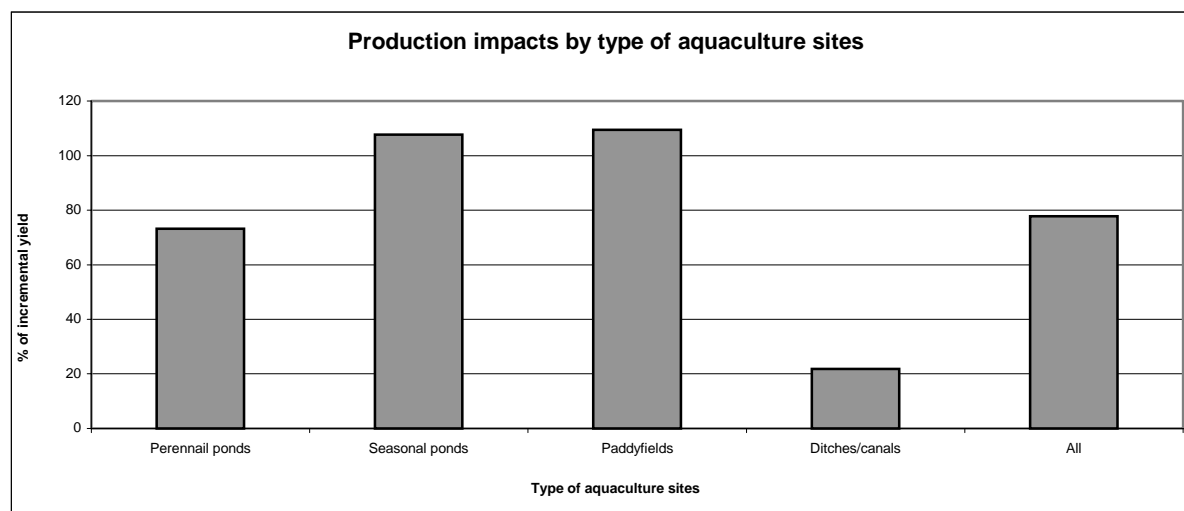 Production impacts by type of aquaculture sites
120
100
80
60
40
20
0
% of incremental yield
Perennail ponds Seasonal ponds Paddyfields Ditches/canals All
Type of aquaculture sites